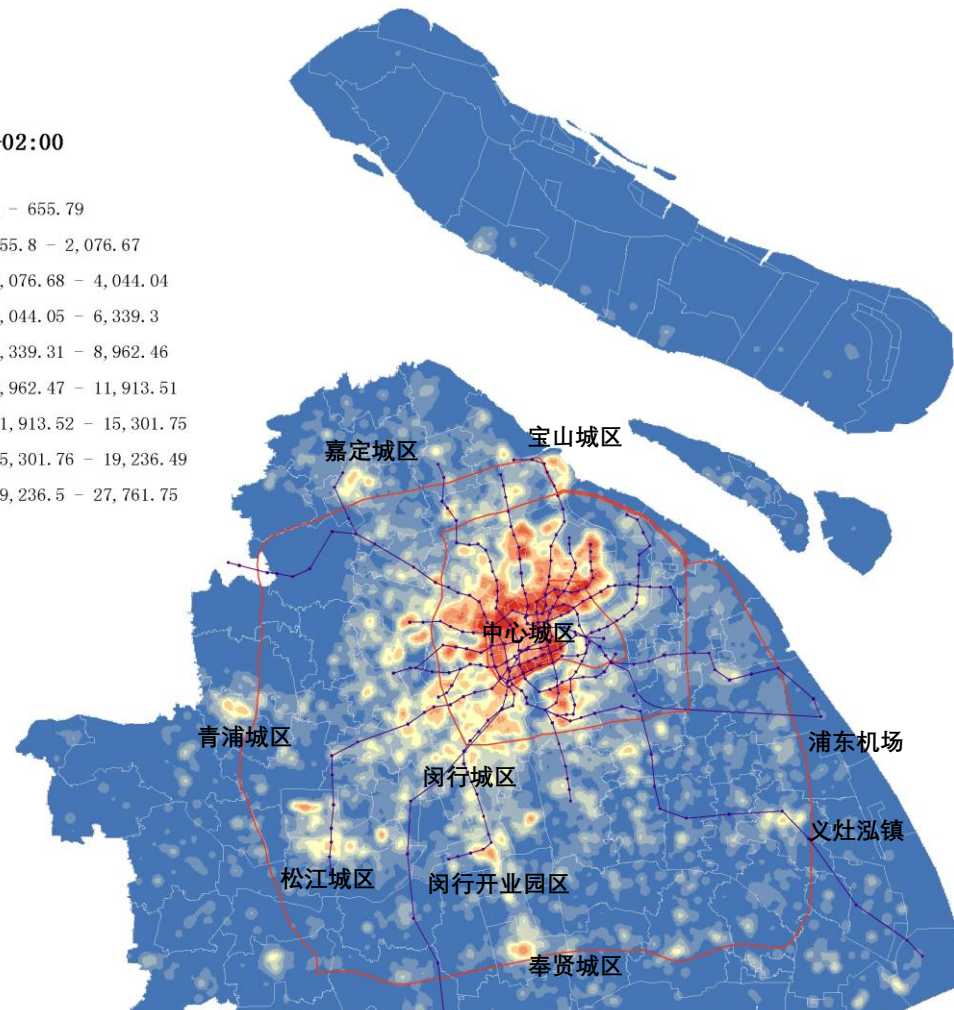 02:00
- 655.79
55.8 - 2,076.67
,076.68 - 4,044.04
,044.05 - 6,339.3
,339.31 - 8,962.46
,962.47 - 11,913.51
1,913.52 - 15,301.75
5,301.76 - 19,236.49
9,236.5 - 27,761.75
宝山城区
嘉定城区
中心城区
青浦城区
浦东机场
闵行城区
义灶泓镇
松江城区
闵行开业园区
奉贤城区